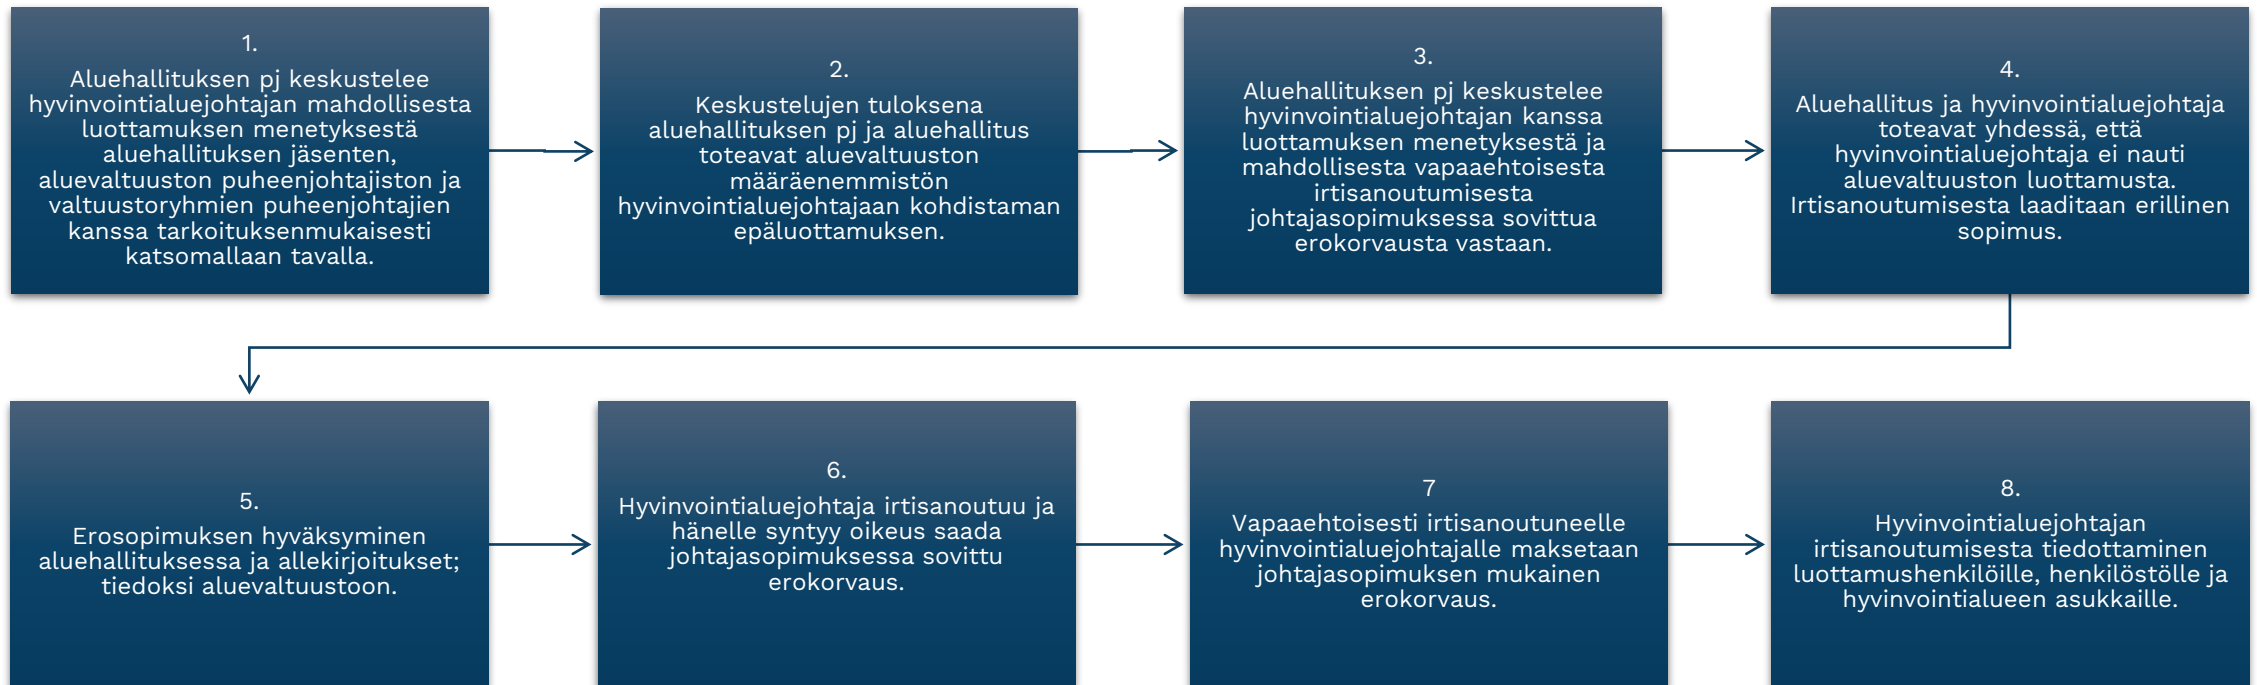 1.
Aluehallituksen pj keskustelee
hyvinvointialuejohtajan mahdollisesta
luottamuksen menetyksestä
aluehallituksen jäsenten,
aluevaltuuston puheenjohtajiston ja
valtuustoryhmien puheenjohtajien
kanssa tarkoituksenmukaisesti
katsomallaan tavalla.
2.
Keskustelujen tuloksena
aluehallituksen pj ja aluehallitus
toteavat aluevaltuuston
määräenemmistön
hyvinvointialuejohtajaan kohdistaman
epäluottamuksen.
3.
Aluehallituksen pj keskustelee
hyvinvointialuejohtajan kanssa
luottamuksen menetyksestä ja
mahdollisesta vapaaehtoisesta
irtisanoutumisesta
johtajasopimuksessa sovittua
erokorvausta vastaan.
4.
Aluehallitus ja hyvinvointialuejohtaja
toteavat yhdessä, että
hyvinvointialuejohtaja ei nauti
aluevaltuuston luottamusta.
Irtisanoutumisesta laaditaan erillinen
sopimus.
5.
Erosopimuksen hyväksyminen
aluehallituksessa ja allekirjoitukset;
tiedoksi aluevaltuustoon.
6.
Hyvinvointialuejohtaja irtisanoutuu ja
hänelle syntyy oikeus saada
johtajasopimuksessa sovittu
erokorvaus.
7
Vapaaehtoisesti irtisanoutuneelle
hyvinvointialuejohtajalle maksetaan
johtajasopimuksen mukainen
erokorvaus.
8.
Hyvinvointialuejohtajan
irtisanoutumisesta tiedottaminen
luottamushenkilöille, henkilöstölle ja
hyvinvointialueen asukkaille.